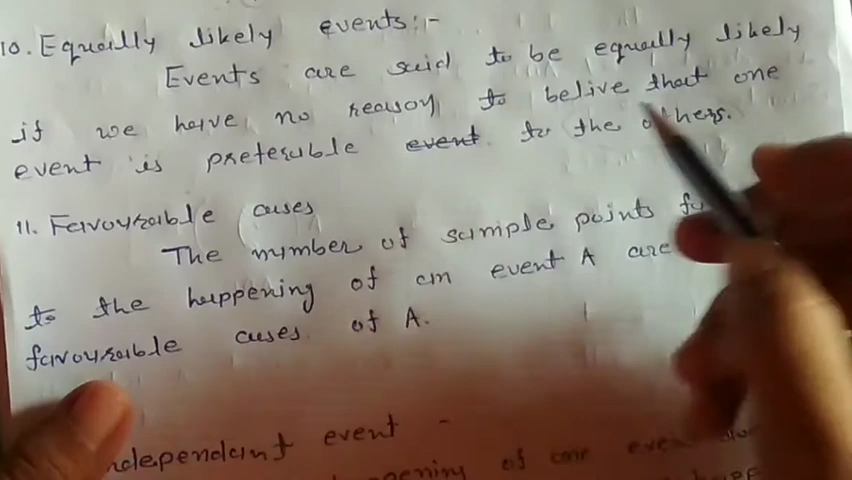 10. Equally likely events:-
Events are said to be equally likely
if we have no reason to belive that one
event is preferable event to the others.
11. Favourable cases
The number of sample points
to the happening of an event A are
favourable cases of A.
independant event -
of one